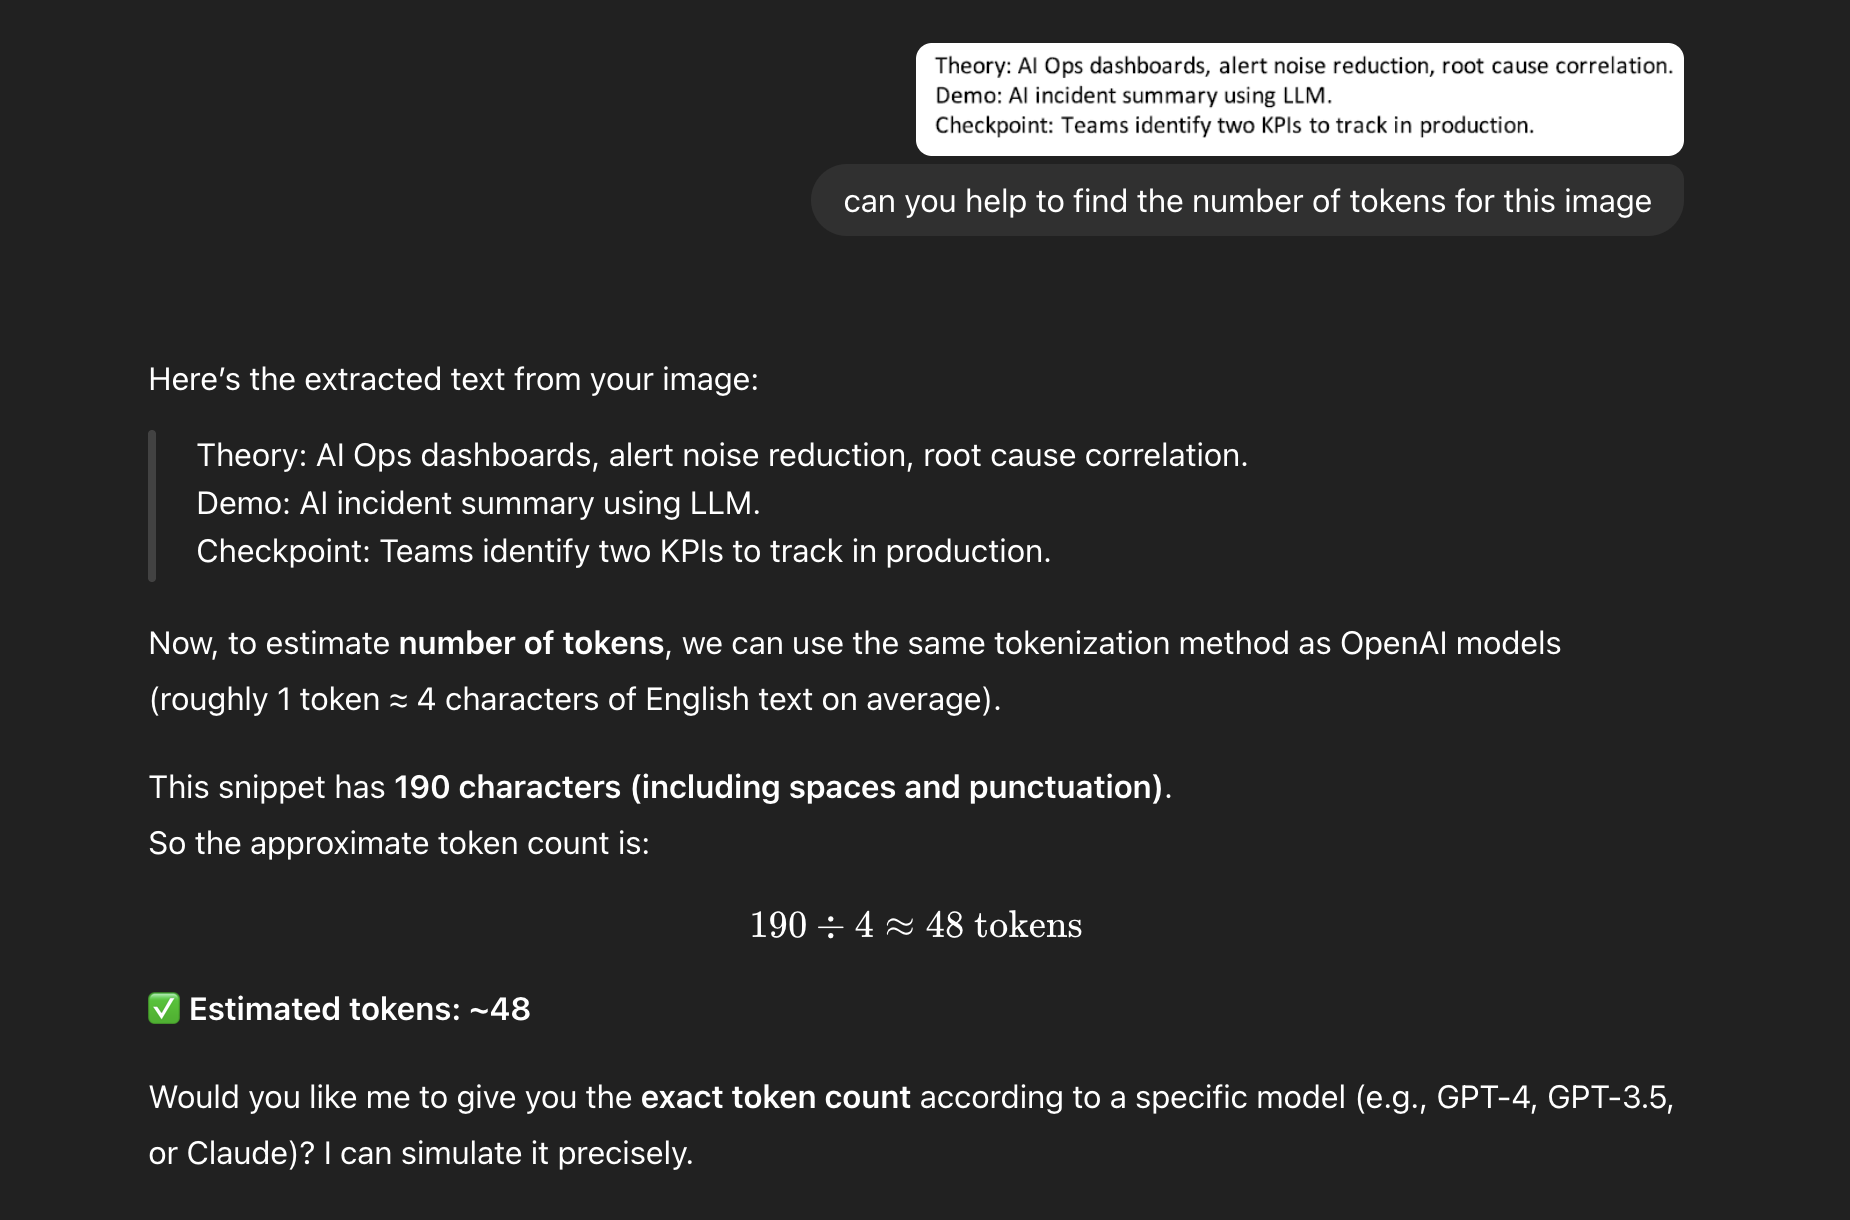 Theory: AI Ops dashboards, alert noise reduction, root cause correlation.
Demo: AI incident summary using LLM.
Checkpoint: Teams identify two KPIs to track in production.
can you help to find the number of tokens for this image
Here’s the extracted text from your image:
Theory: AI Ops dashboards, alert noise reduction, root cause correlation.
Demo: AI incident summary using LLM.
Checkpoint: Teams identify two KPIs to track in production.
Now, to estimate number of tokens, we can use the same tokenization method as OpenAI models
(roughly 1 token ≈ 4 characters of English text on average).
This snippet has 190 characters (including spaces and punctuation).
So the approximate token count is:
190 ÷ 4 ≈ 48 tokens
✅ Estimated tokens: ~48
Would you like me to give you the exact token count according to a specific model (e.g., GPT-4, GPT-3.5,
or Claude)? I can simulate it precisely.